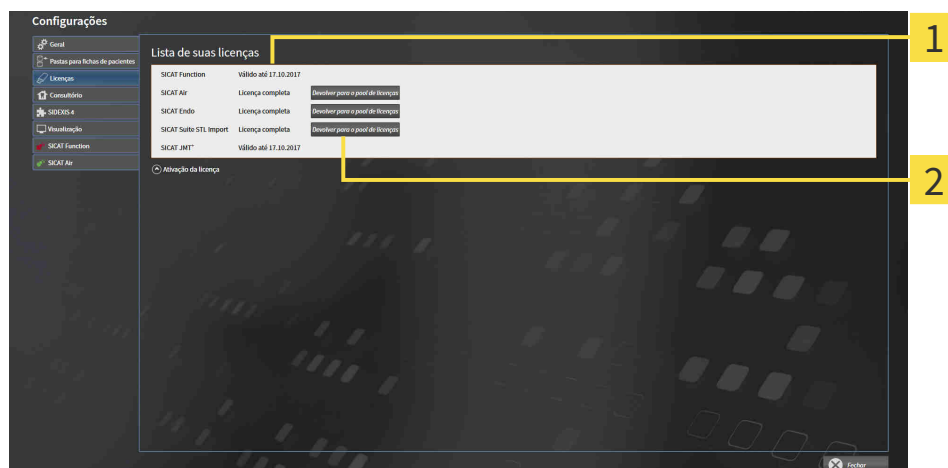 Configurações
Geral
Pastas para fichas de pacientes
Licenças
Consultório
SIDEXIS 4
Visualização
SICAT Function
SICAT Air
Lista de suas licenças
SICAT Function Válido até 17.10.2017
SICAT Air Licença completa Devolver para o pool de licenças
SICAT Endo Licença completa Devolver para o pool de licenças
SICAT Suite STL Import Licença completa Devolver para o pool de licenças
SICAT JMT⁺ Válido até 17.10.2017
Ativação da licença
Fechar
1
2